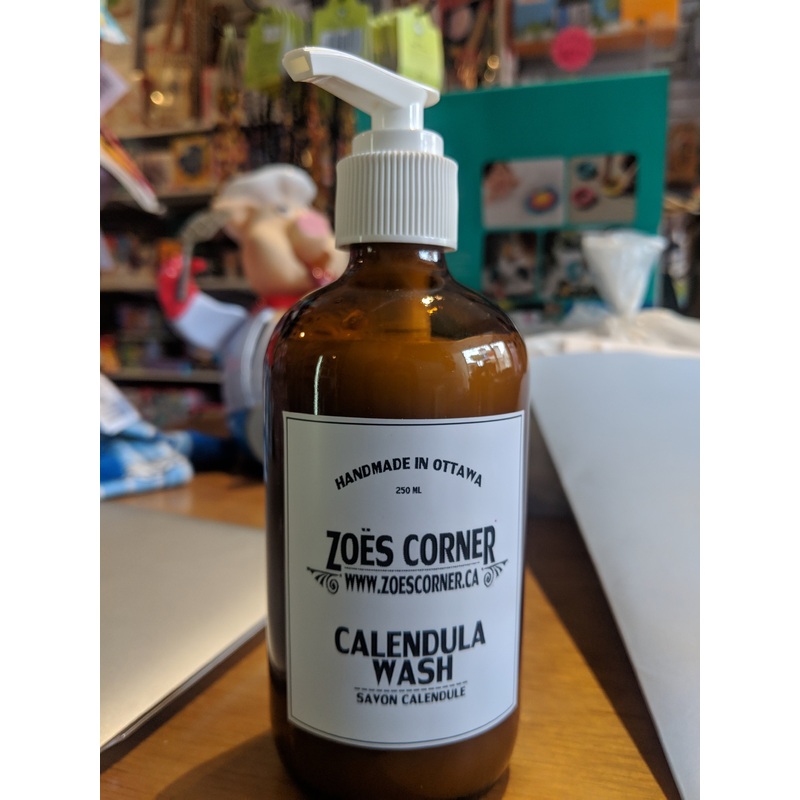 HANDMADE IN OTTAWA
250 ML
ZOËS CORNER
WWW.ZOESCORNER.CA
CALENDULA
WASH
SAVON CALENDULE